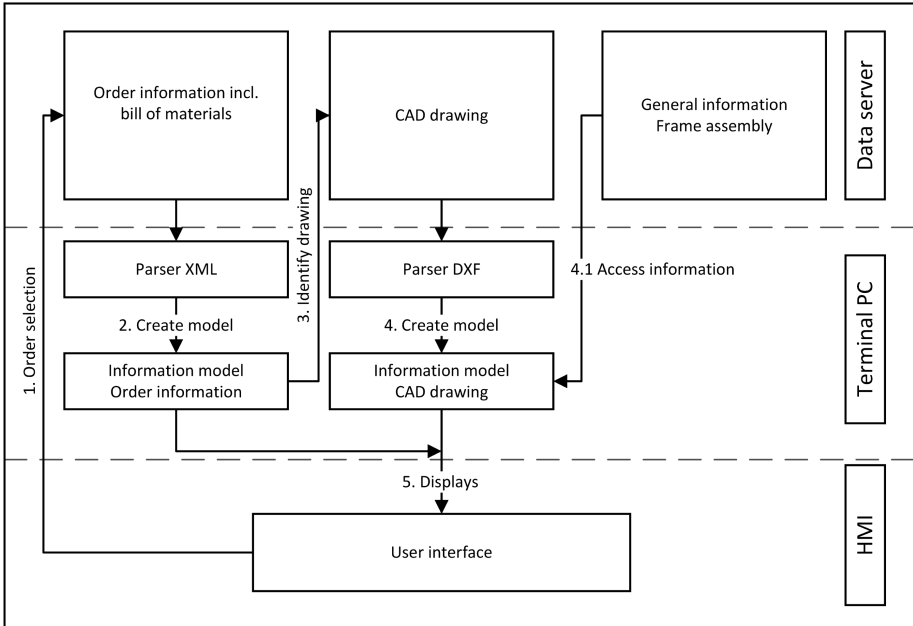 Order information incl.
bill of materials
CAD drawing
General information
Frame assembly
Data server
1. Order selection
Parser XML
3. Identify drawing
Parser DXF
4.1 Access information
2. Create model
4. Create model
Information model
Order information
Information model
CAD drawing
Terminal PC
5. Displays
User interface
HMI